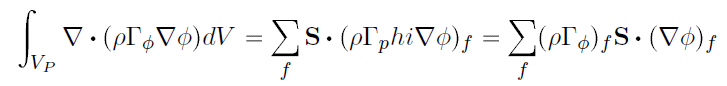 ∫_{V_P} ∇ • (ρΓ_ϕ∇ϕ)dV = ∑_f S • (ρΓ_phi∇ϕ)_f = ∑_f (ρΓ_ϕ)_f S • (∇ϕ)_f